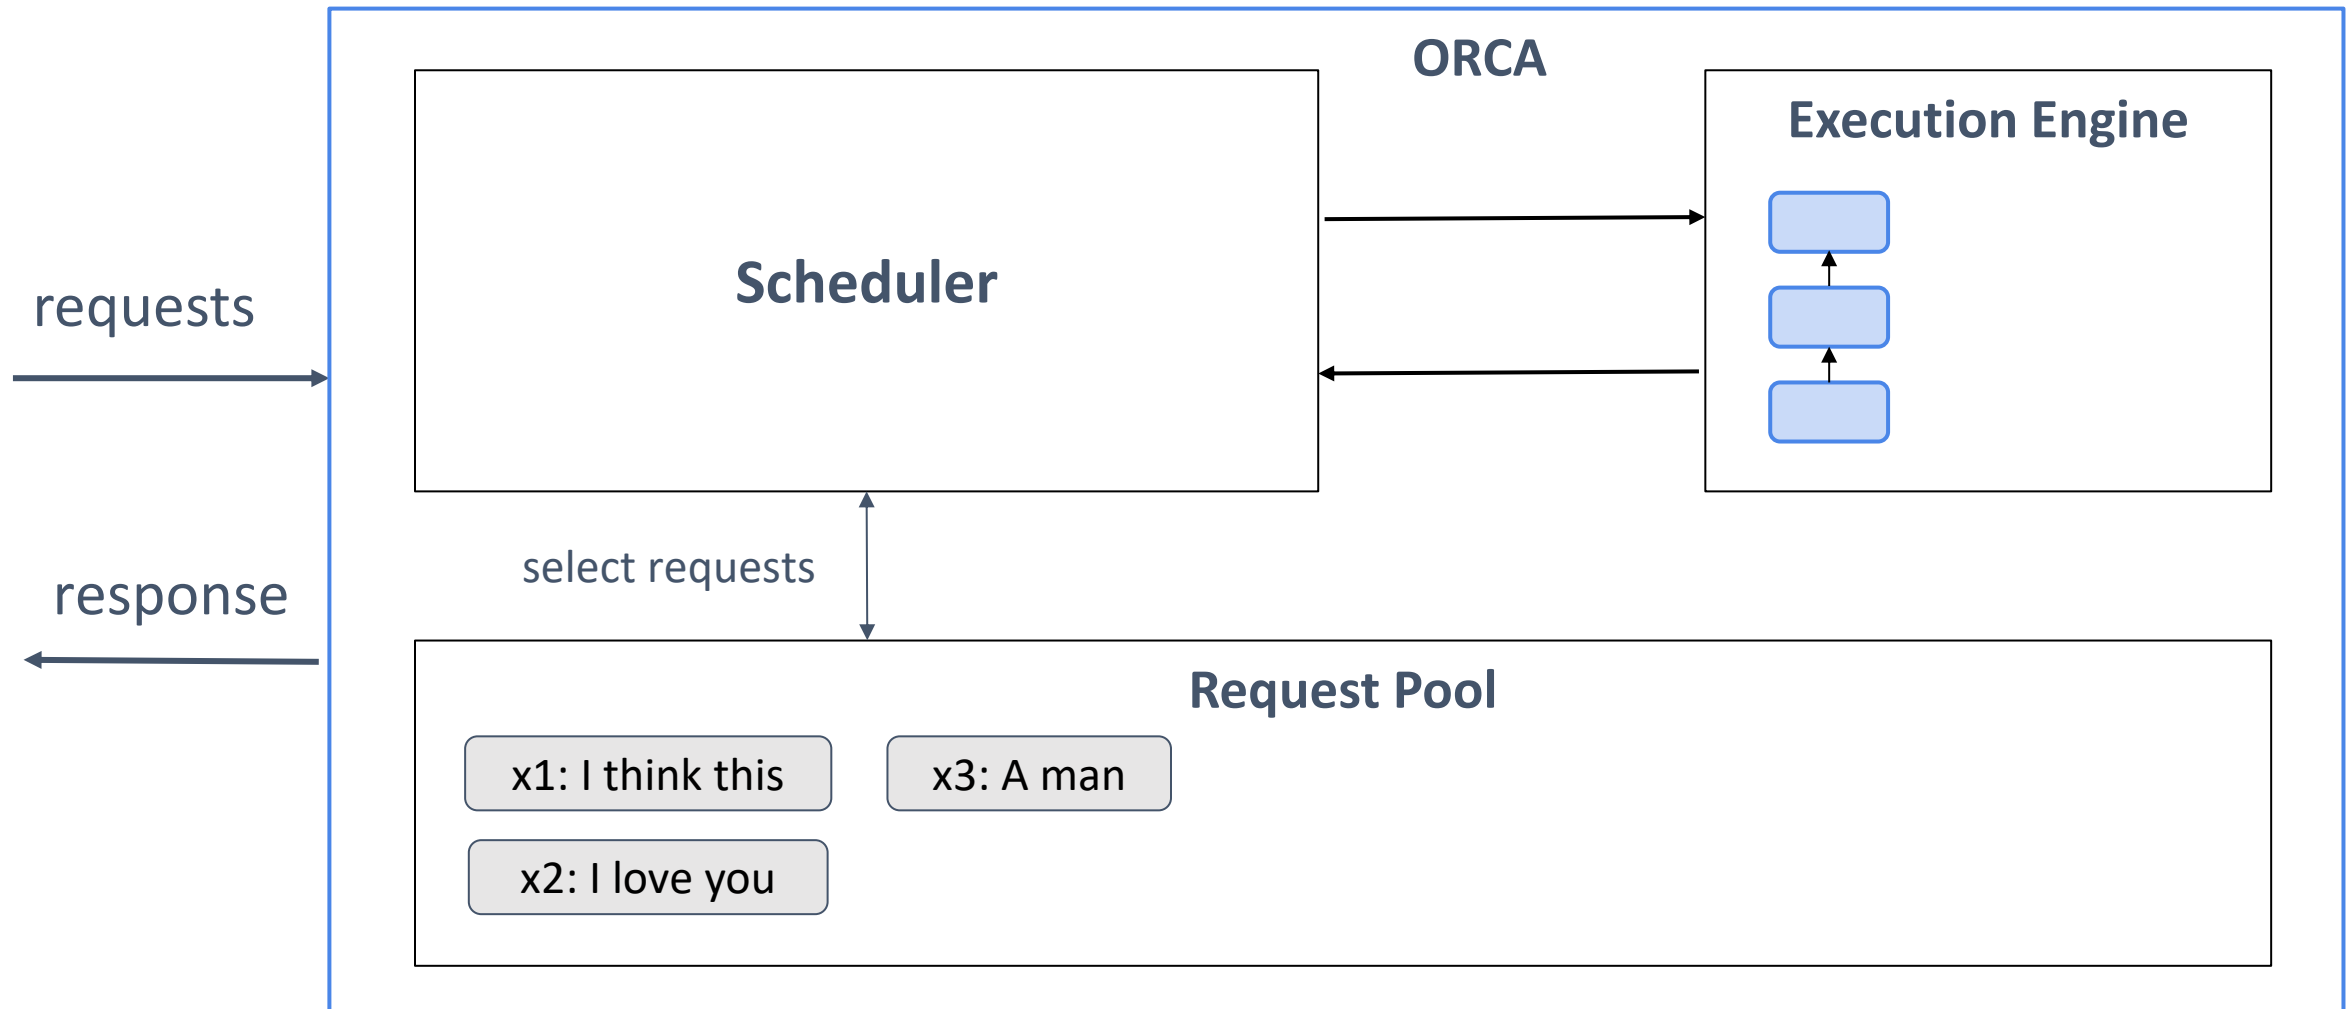 ORCA
Execution Engine
Scheduler
requests
select requests
response
Request Pool
x1: I think this
x3: A man
x2: I love you